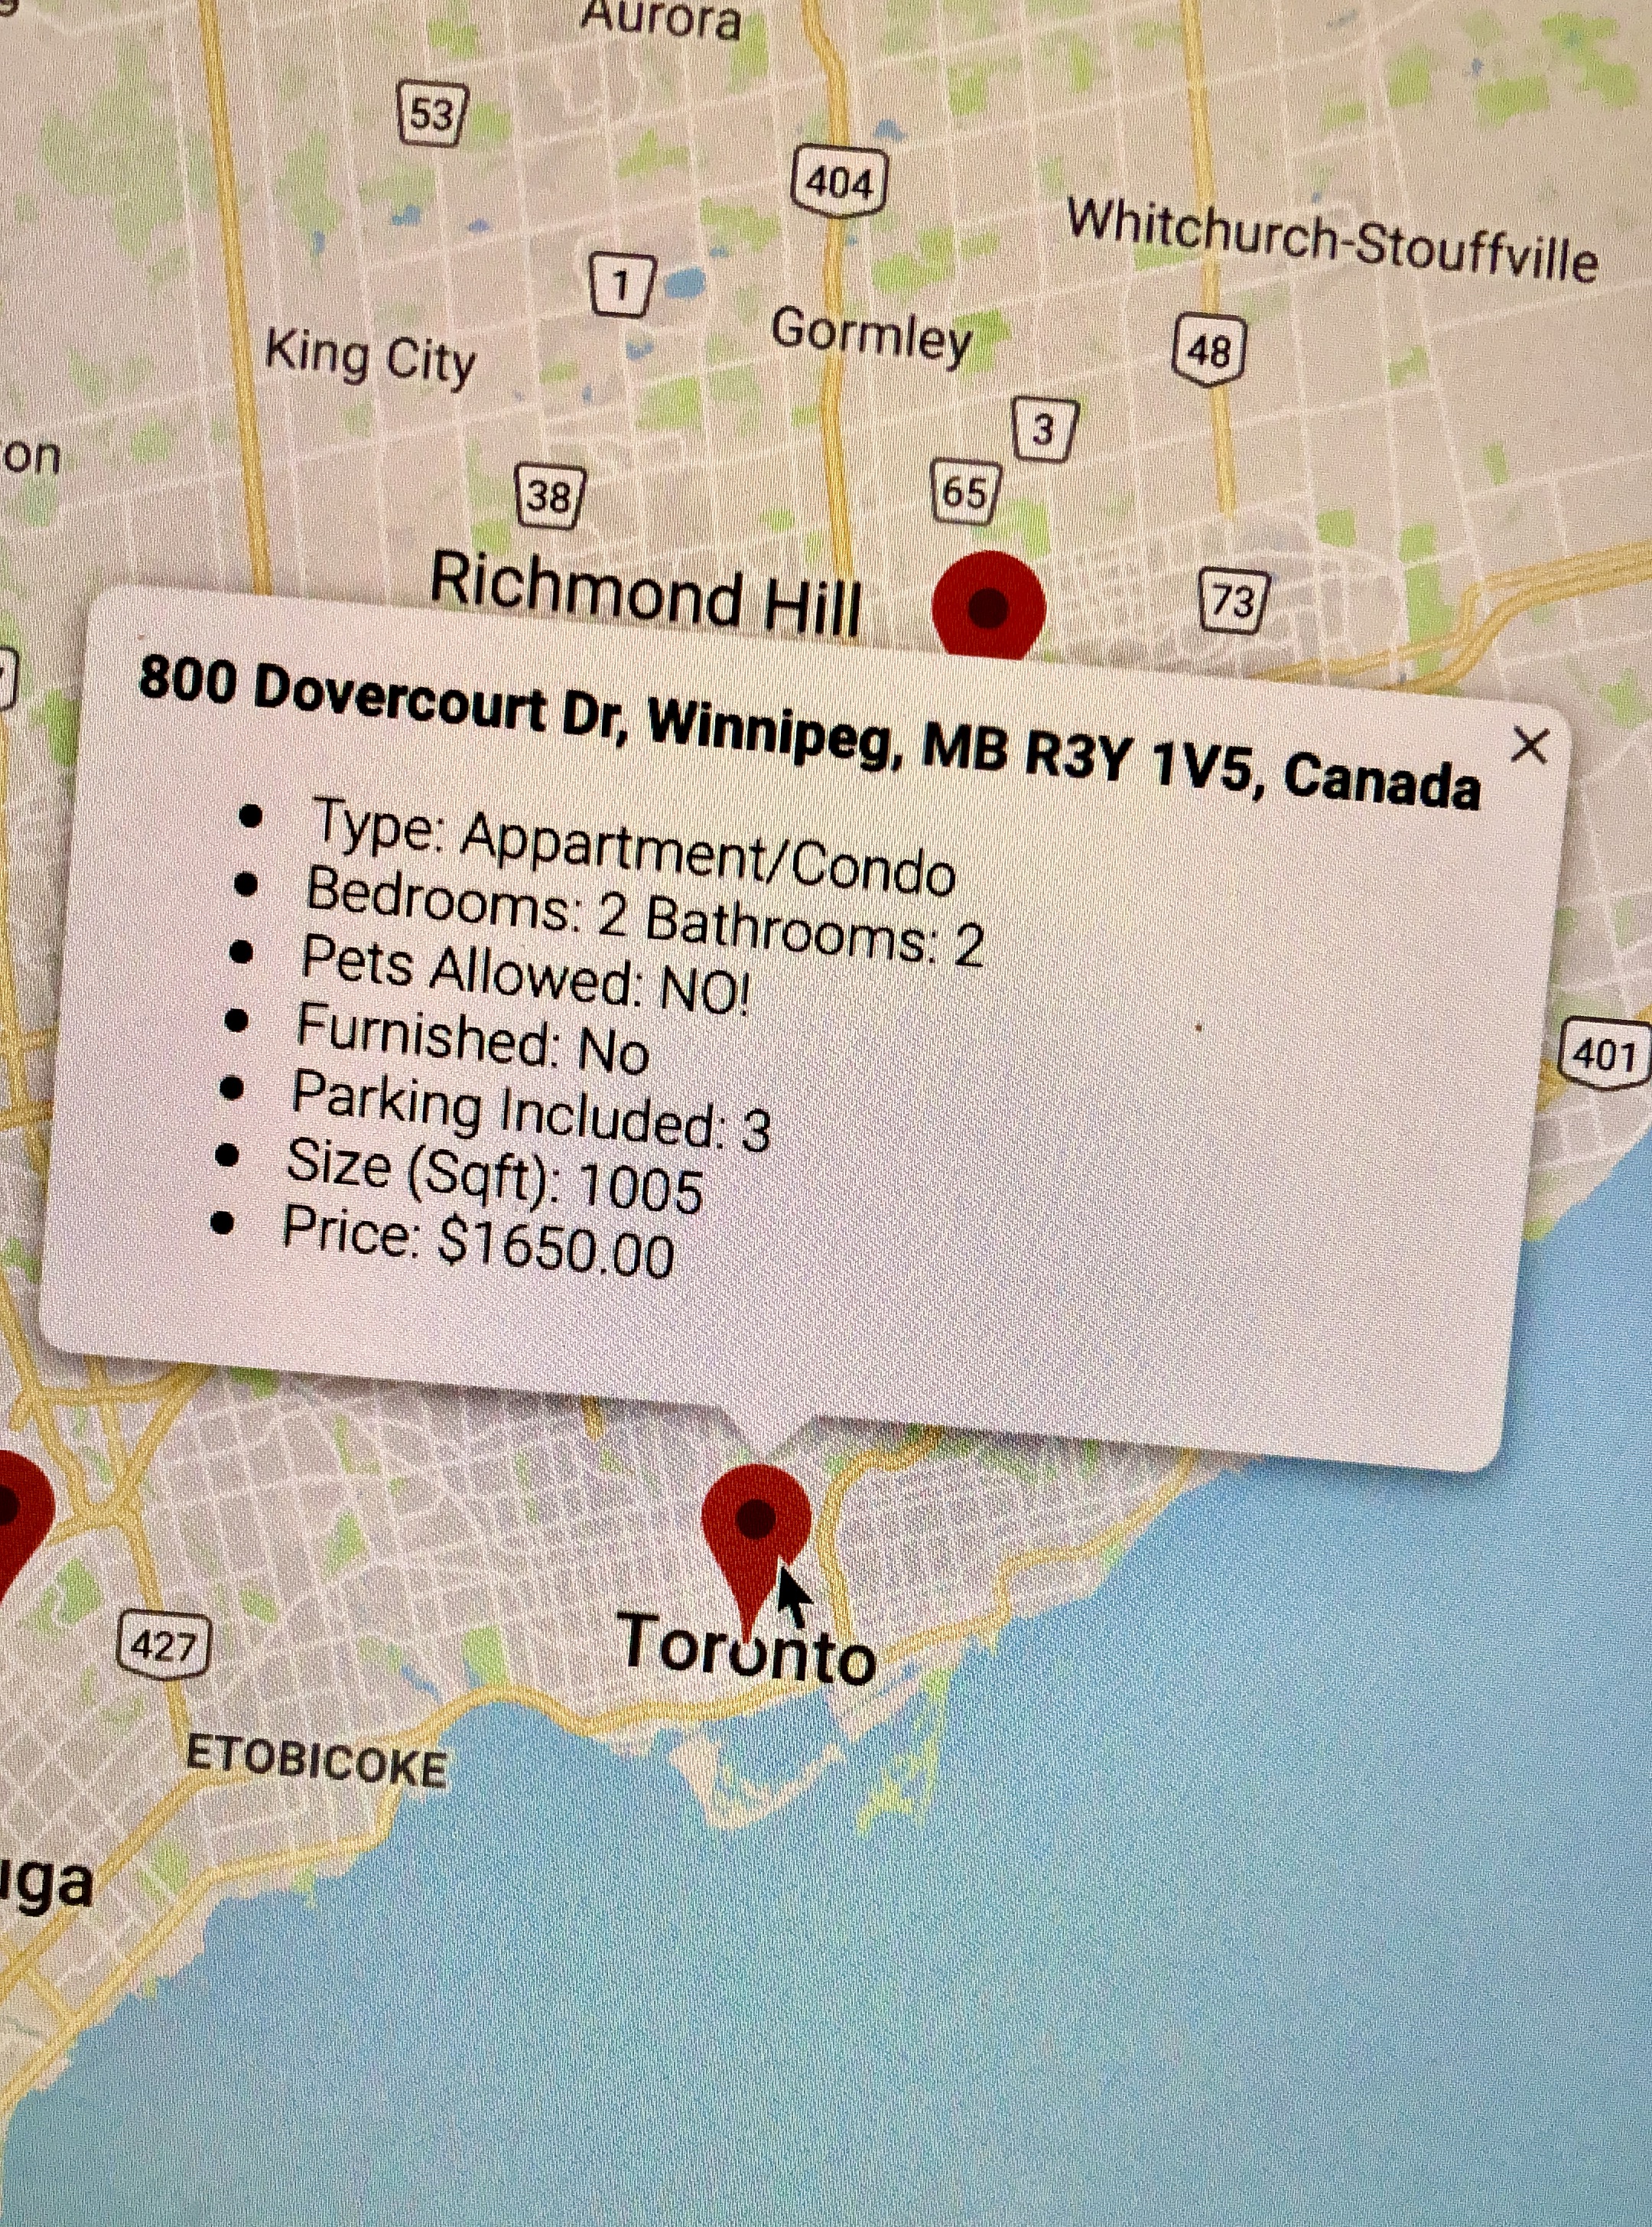 Aurora
53
404
Whitchurch-Stouffville
1
King City
Gormley
48
3
on
38
65
Richmond Hill
73
800 Dovercourt Dr, Winnipeg, MB R3Y 1V5, Canada
• Type: Appartment/Condo
• Bedrooms: 2 Bathrooms: 2
• Pets Allowed: NO!
• Furnished: No
• Parking Included: 3
• Size (Sqft): 1005
• Price: $1650.00
401
427
Toronto
ETOBICOKE
uga